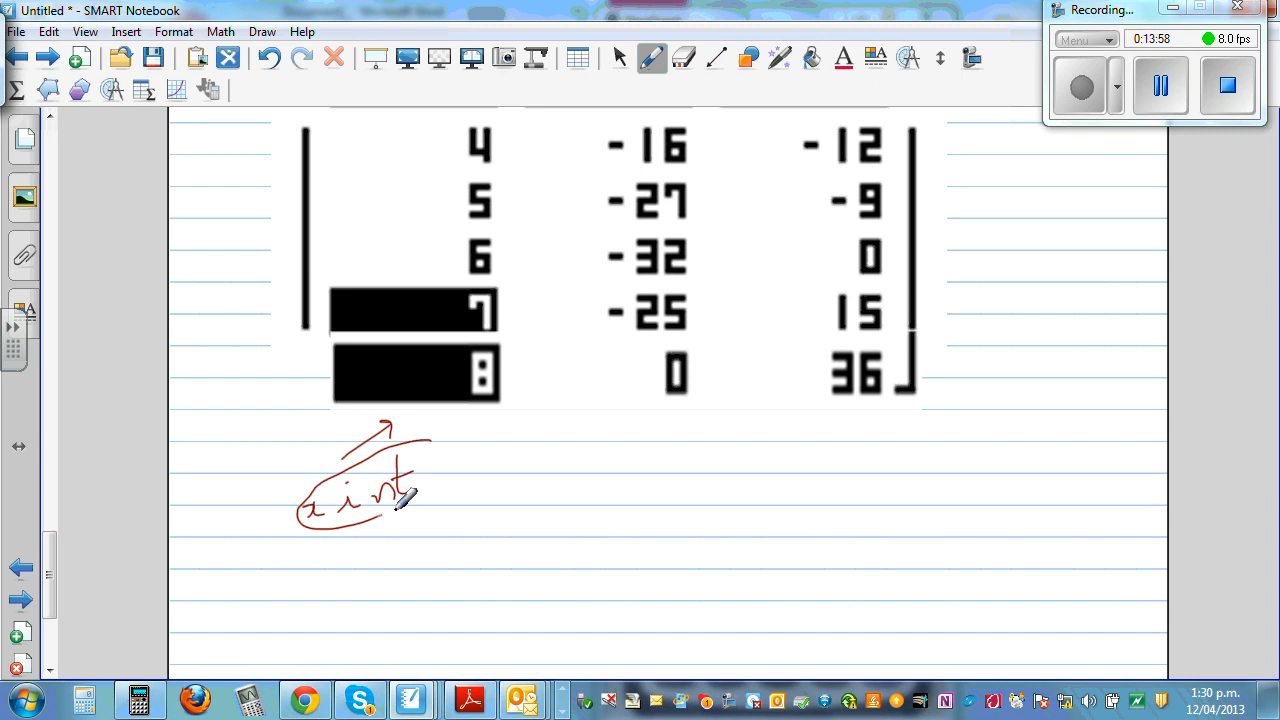 Untitled * - SMART Notebook
Recording...
File Edit View Insert Format Math Draw Help
Menu
0:13:58
8.0 fps
4 -16 -12
5 -27 -9
6 -32 0
7 -25 15
8 0 36
x int
1:30 p.m.
12/04/2013